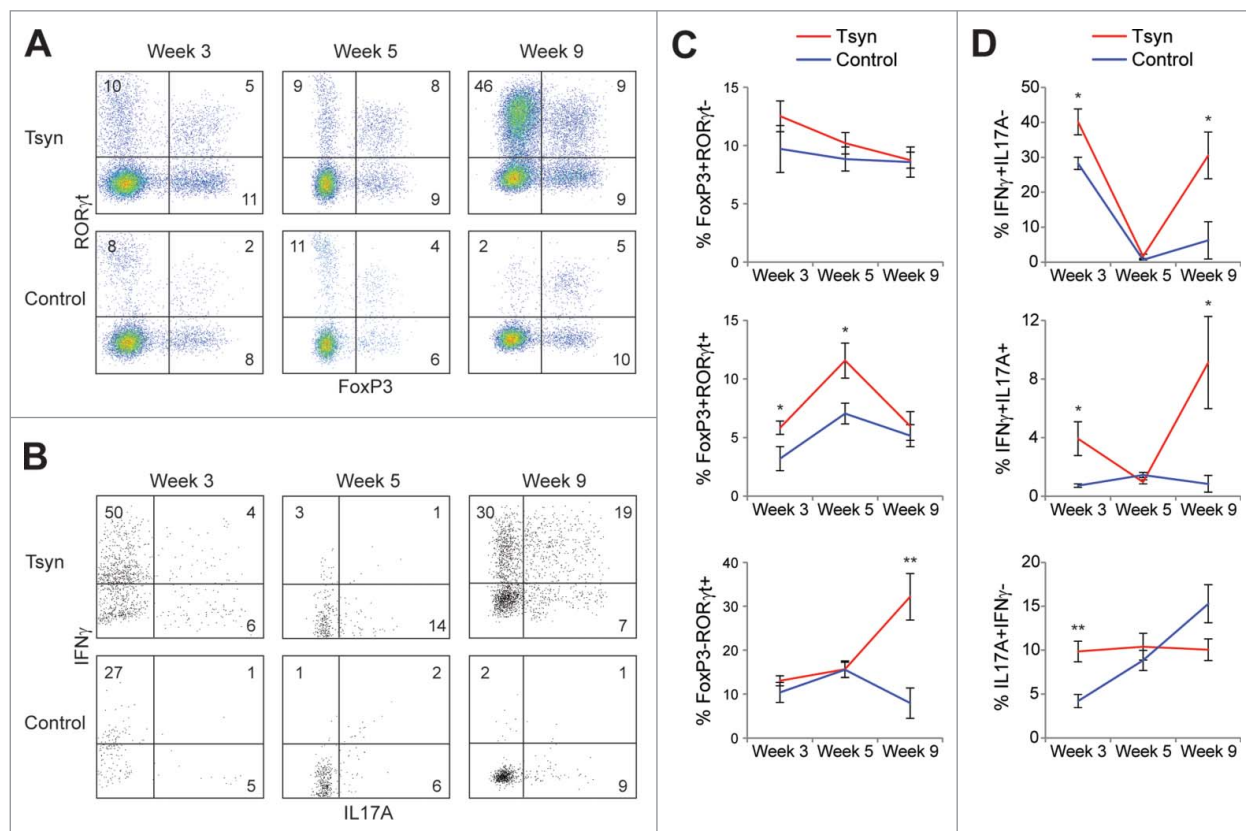 A
Week 3 Week 5 Week 9
Tsyn
10 5
11
9 8
9
46 9
9
Control
8 2
8
11 4
6
2 5
10
RORγt
FoxP3
B
Week 3 Week 5 Week 9
Tsyn
50 4
6
3 1
14
30 19
7
Control
27 1
5
1 2
6
2 1
9
IFNγ
IL17A
C
Tsyn
Control
% FoxP3+RORγt-
15
10
5
0
Week 3 Week 5 Week 9
% FoxP3+RORγt+
15
10
5
0
* *
Week 3 Week 5 Week 9
% FoxP3-RORγt+
40
30
20
10
0
**
Week 3 Week 5 Week 9
D
Tsyn
Control
% IFNγ+IL17A-
50
40
30
20
10
0
* *
Week 3 Week 5 Week 9
% IFNγ+IL17A+
12
8
4
0
* *
Week 3 Week 5 Week 9
% IL17A+IFNγ-
20
15
10
5
0
**
Week 3 Week 5 Week 9